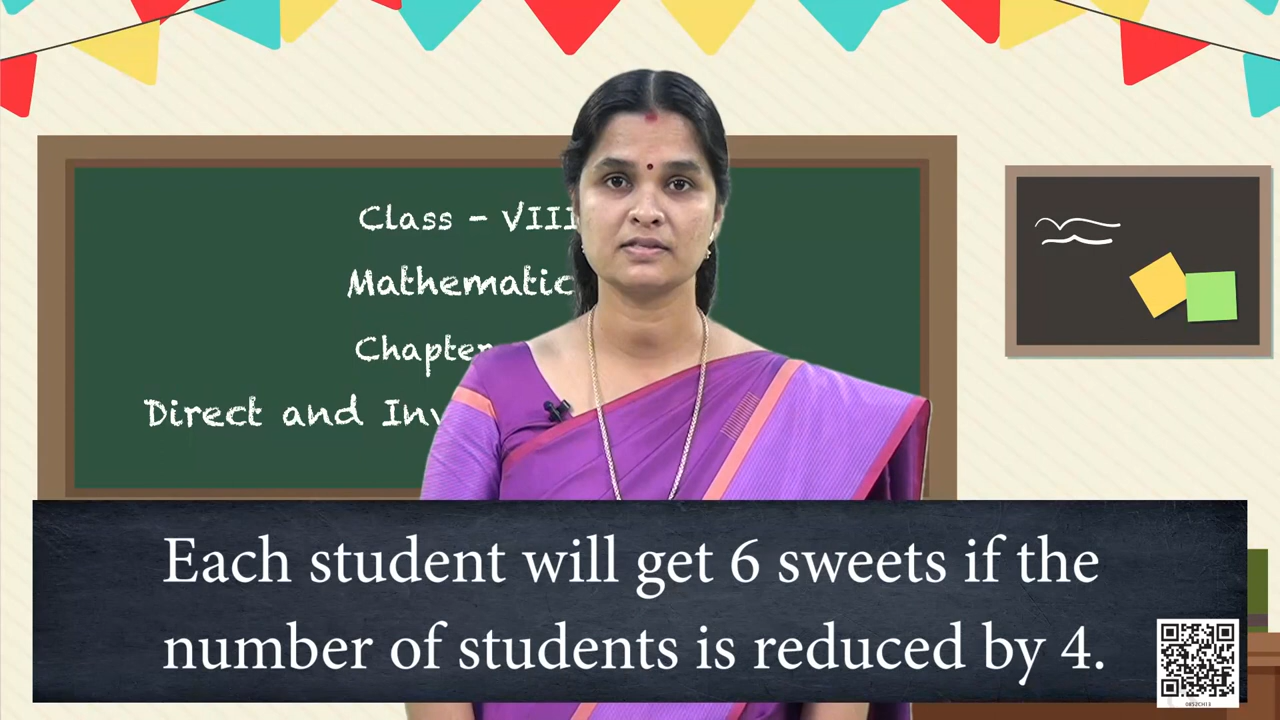 Class - VIII
Mathematic
Chapter
Direct and Inv
Each student will get 6 sweets if the
number of students is reduced by 4.
0852CH13